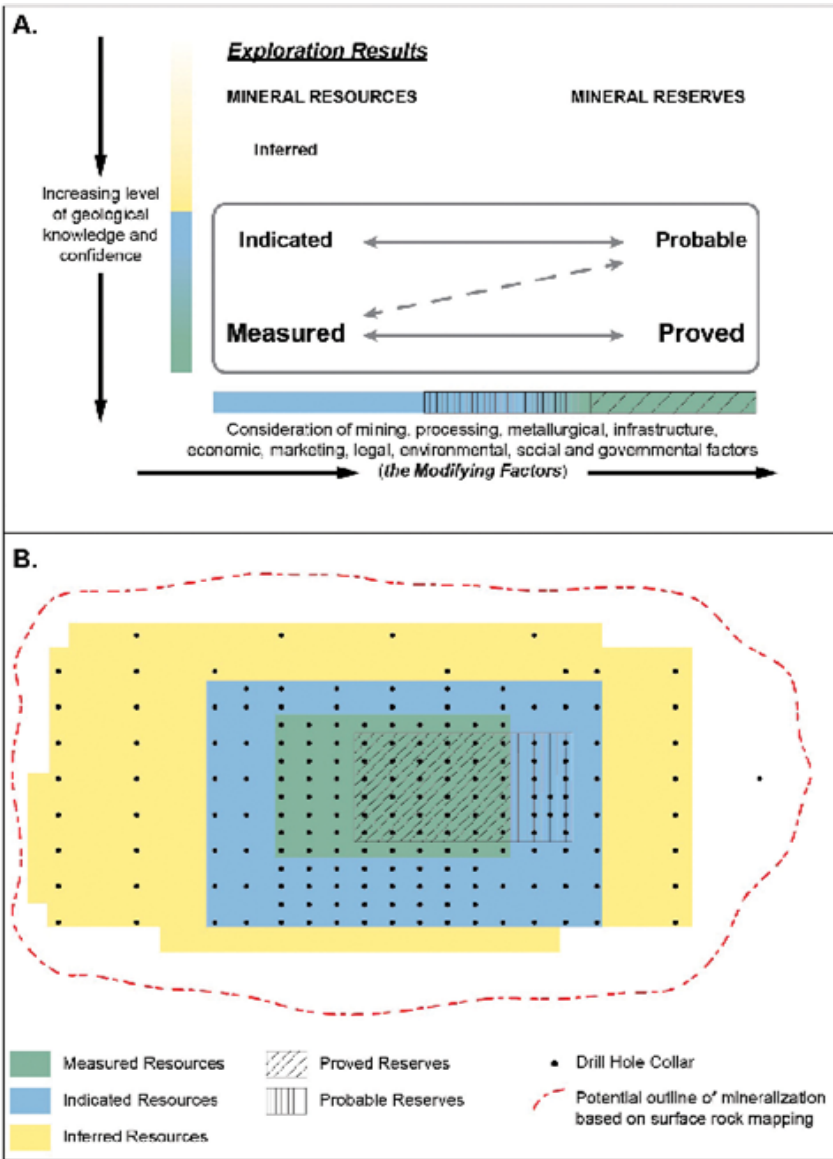 A.
Exploration Results
MINERAL RESOURCES
MINERAL RESERVES
Inferred
Increasing level
of geological
knowledge and
confidence
Indicated
Probable
Measured
Proved
Consideration of mining, processing, metallurgical, infrastructure,
economic, marketing, legal, environmental, social and governmental factors
(the Modifying Factors)
B.
Measured Resources
Indicated Resources
Inferred Resources
Proved Reserves
Probable Reserves
Drill Hole Collar
Potential outline of mineralization
based on surface rock mapping